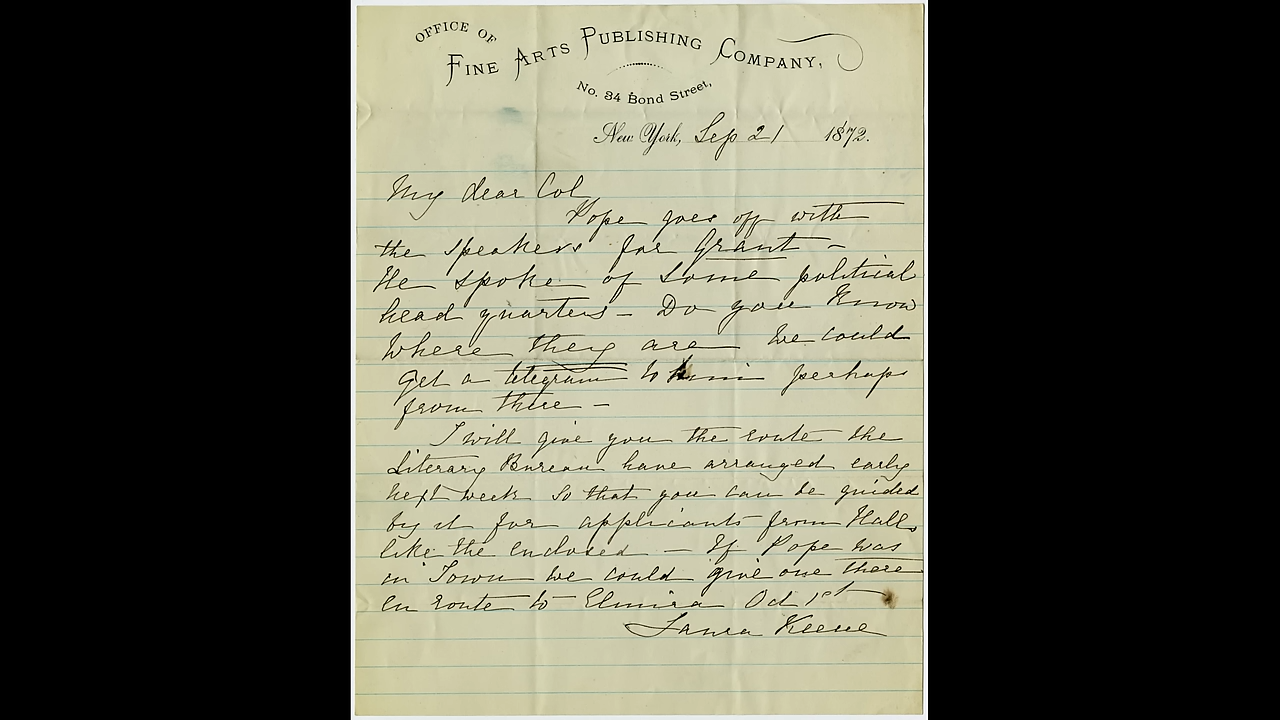 OFFICE OF
FINE ARTS PUBLISHING COMPANY,
No. 34 Bond Street,
New York, Sep 21 1872.
My dear Col
Pope goes off with
the speakers for Grant –
He spoke of some political
head quarters – Do you know
where they are we could
get a telegram to him perhaps
from there –
I will give you the route the
Literary Bureau have arranged early
next week so that you can be guided
by it for applicants from Halls
like the enclosed – If Pope was
in Town we could give one there
en route to Elmira Oct 1st
Laura Keene